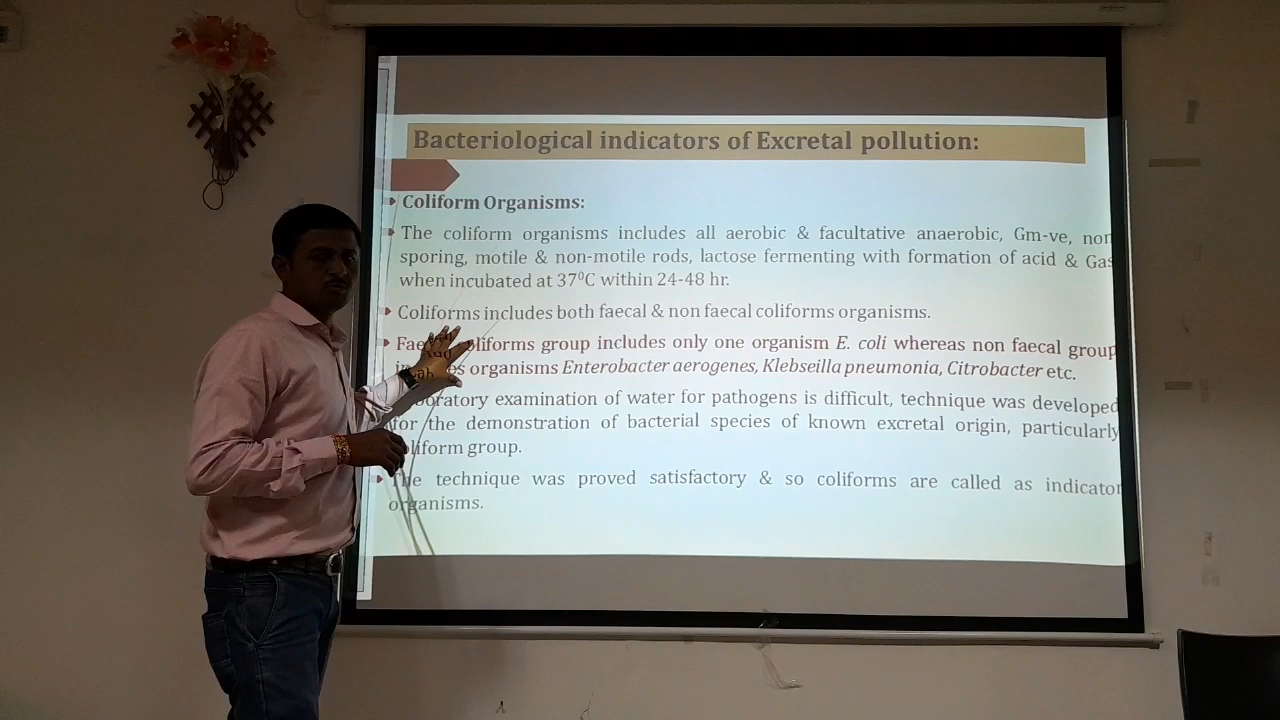 Bacteriological indicators of Excretal pollution:
Coliform Organisms:
The coliform organisms includes all aerobic & facultative anaerobic, Gm-ve, non
sporing, motile & non-motile rods, lactose fermenting with formation of acid & Gas
when incubated at 37⁰C within 24-48 hr.
Coliforms includes both faecal & non faecal coliforms organisms.
coliforms group includes only one organism E. coli whereas non faecal group
organisms Enterobacter aerogenes, Klebseilla pneumonia, Citrobacter etc.
examination of water for pathogens is difficult, technique was developed
for the demonstration of bacterial species of known excretal origin, particularly
coliform group.
The technique was proved satisfactory & so coliforms are called as indicator
organisms.